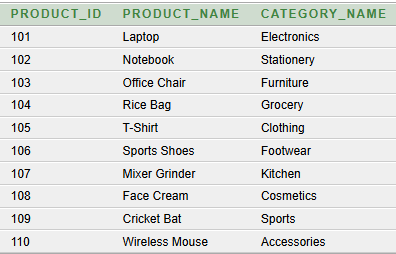 PRODUCT_ID PRODUCT_NAME CATEGORY_NAME
101 Laptop Electronics
102 Notebook Stationery
103 Office Chair Furniture
104 Rice Bag Grocery
105 T-Shirt Clothing
106 Sports Shoes Footwear
107 Mixer Grinder Kitchen
108 Face Cream Cosmetics
109 Cricket Bat Sports
110 Wireless Mouse Accessories